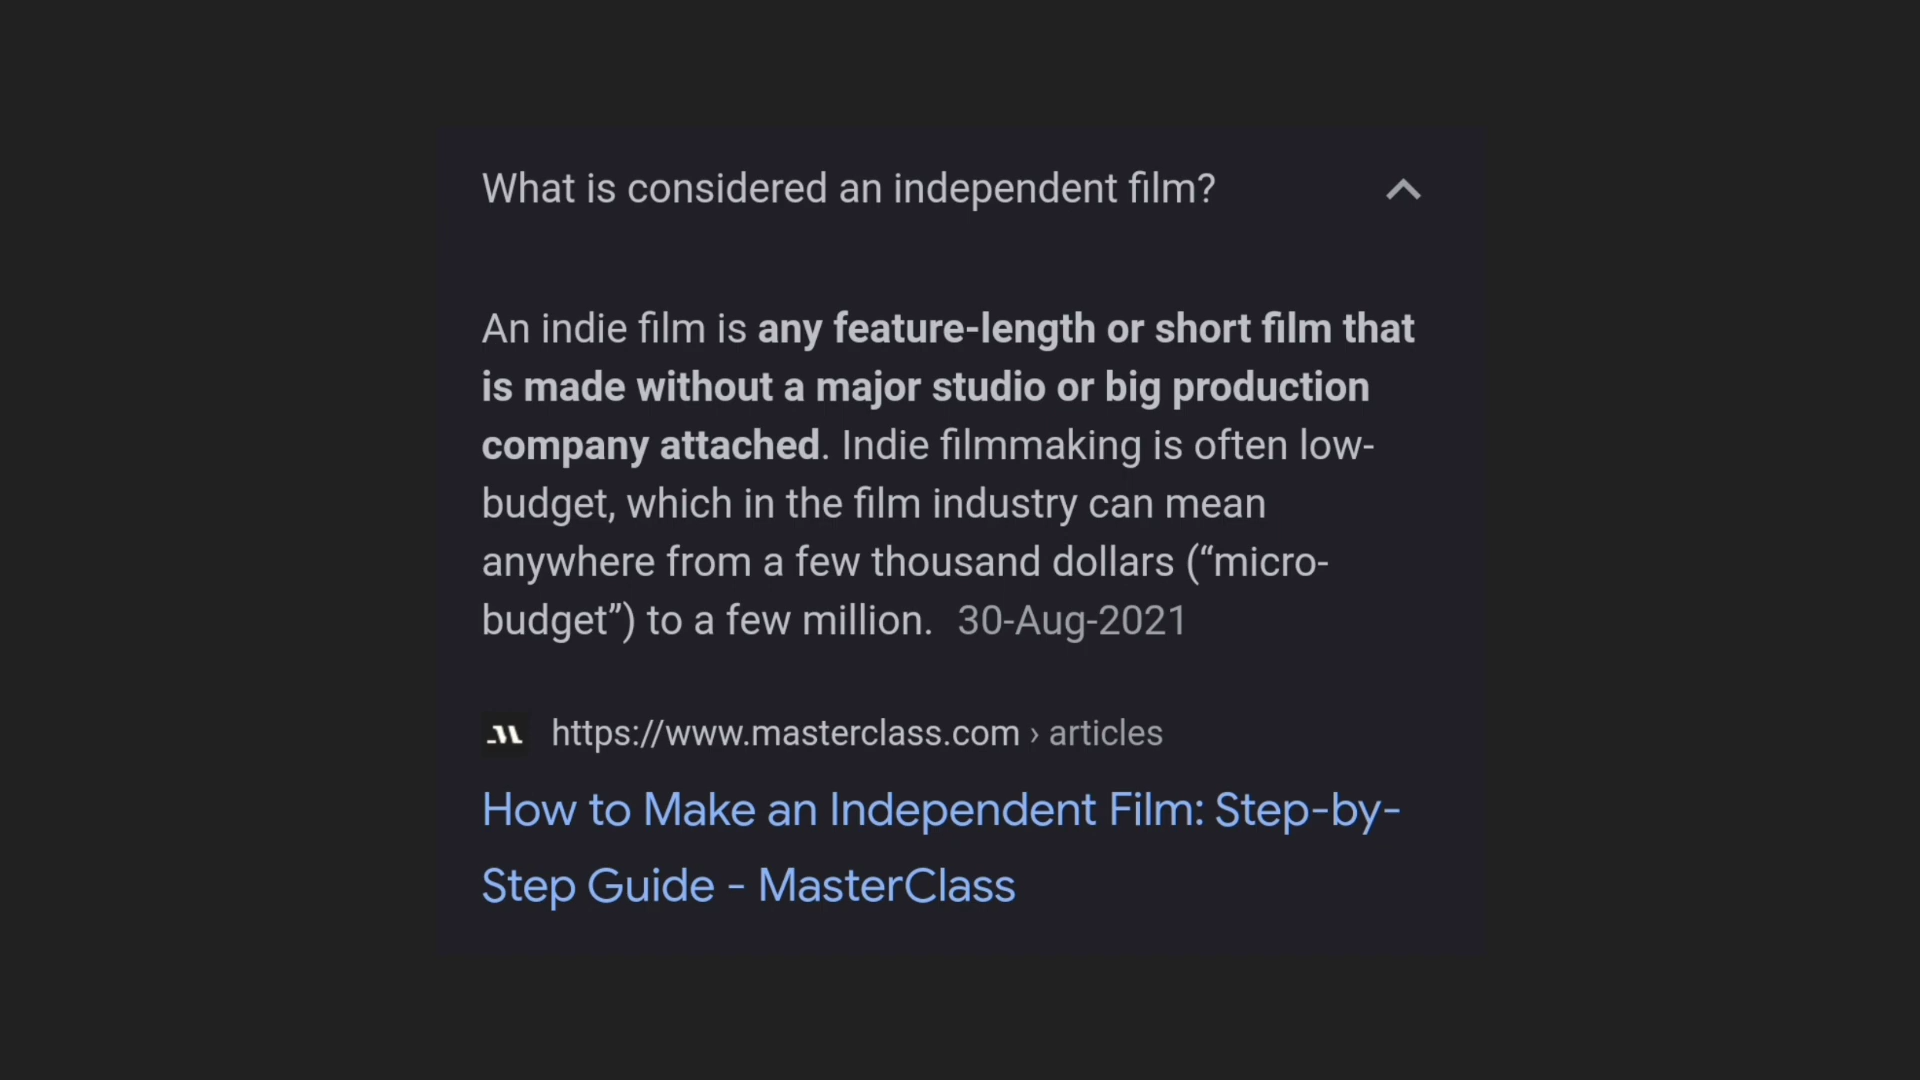 What is considered an independent film?
An indie film is any feature-length or short film that
is made without a major studio or big production
company attached. Indie filmmaking is often low-
budget, which in the film industry can mean
anywhere from a few thousand dollars (“micro-
budget”) to a few million. 30-Aug-2021
https://www.masterclass.com › articles
How to Make an Independent Film: Step-by-
Step Guide - MasterClass